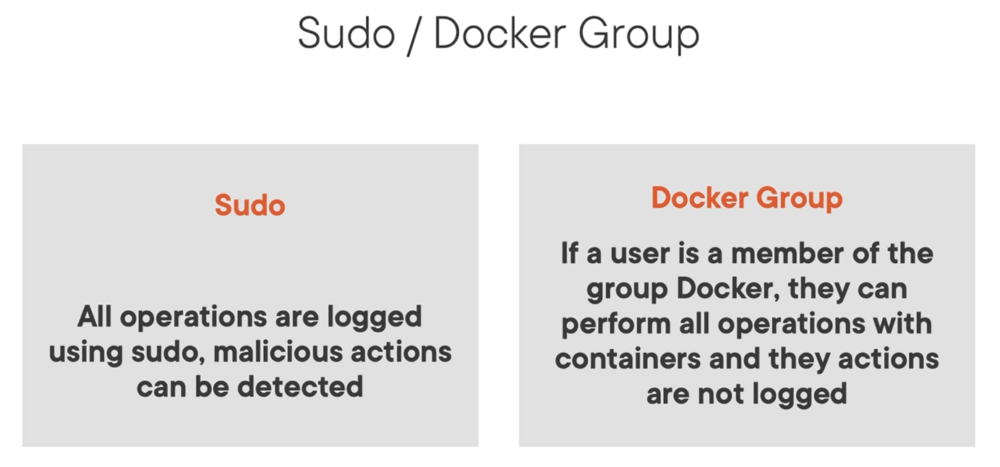 Sudo / Docker Group
Sudo
All operations are logged
using sudo, malicious actions
can be detected
Docker Group
If a user is a member of the
group Docker, they can
perform all operations with
containers and they actions
are not logged